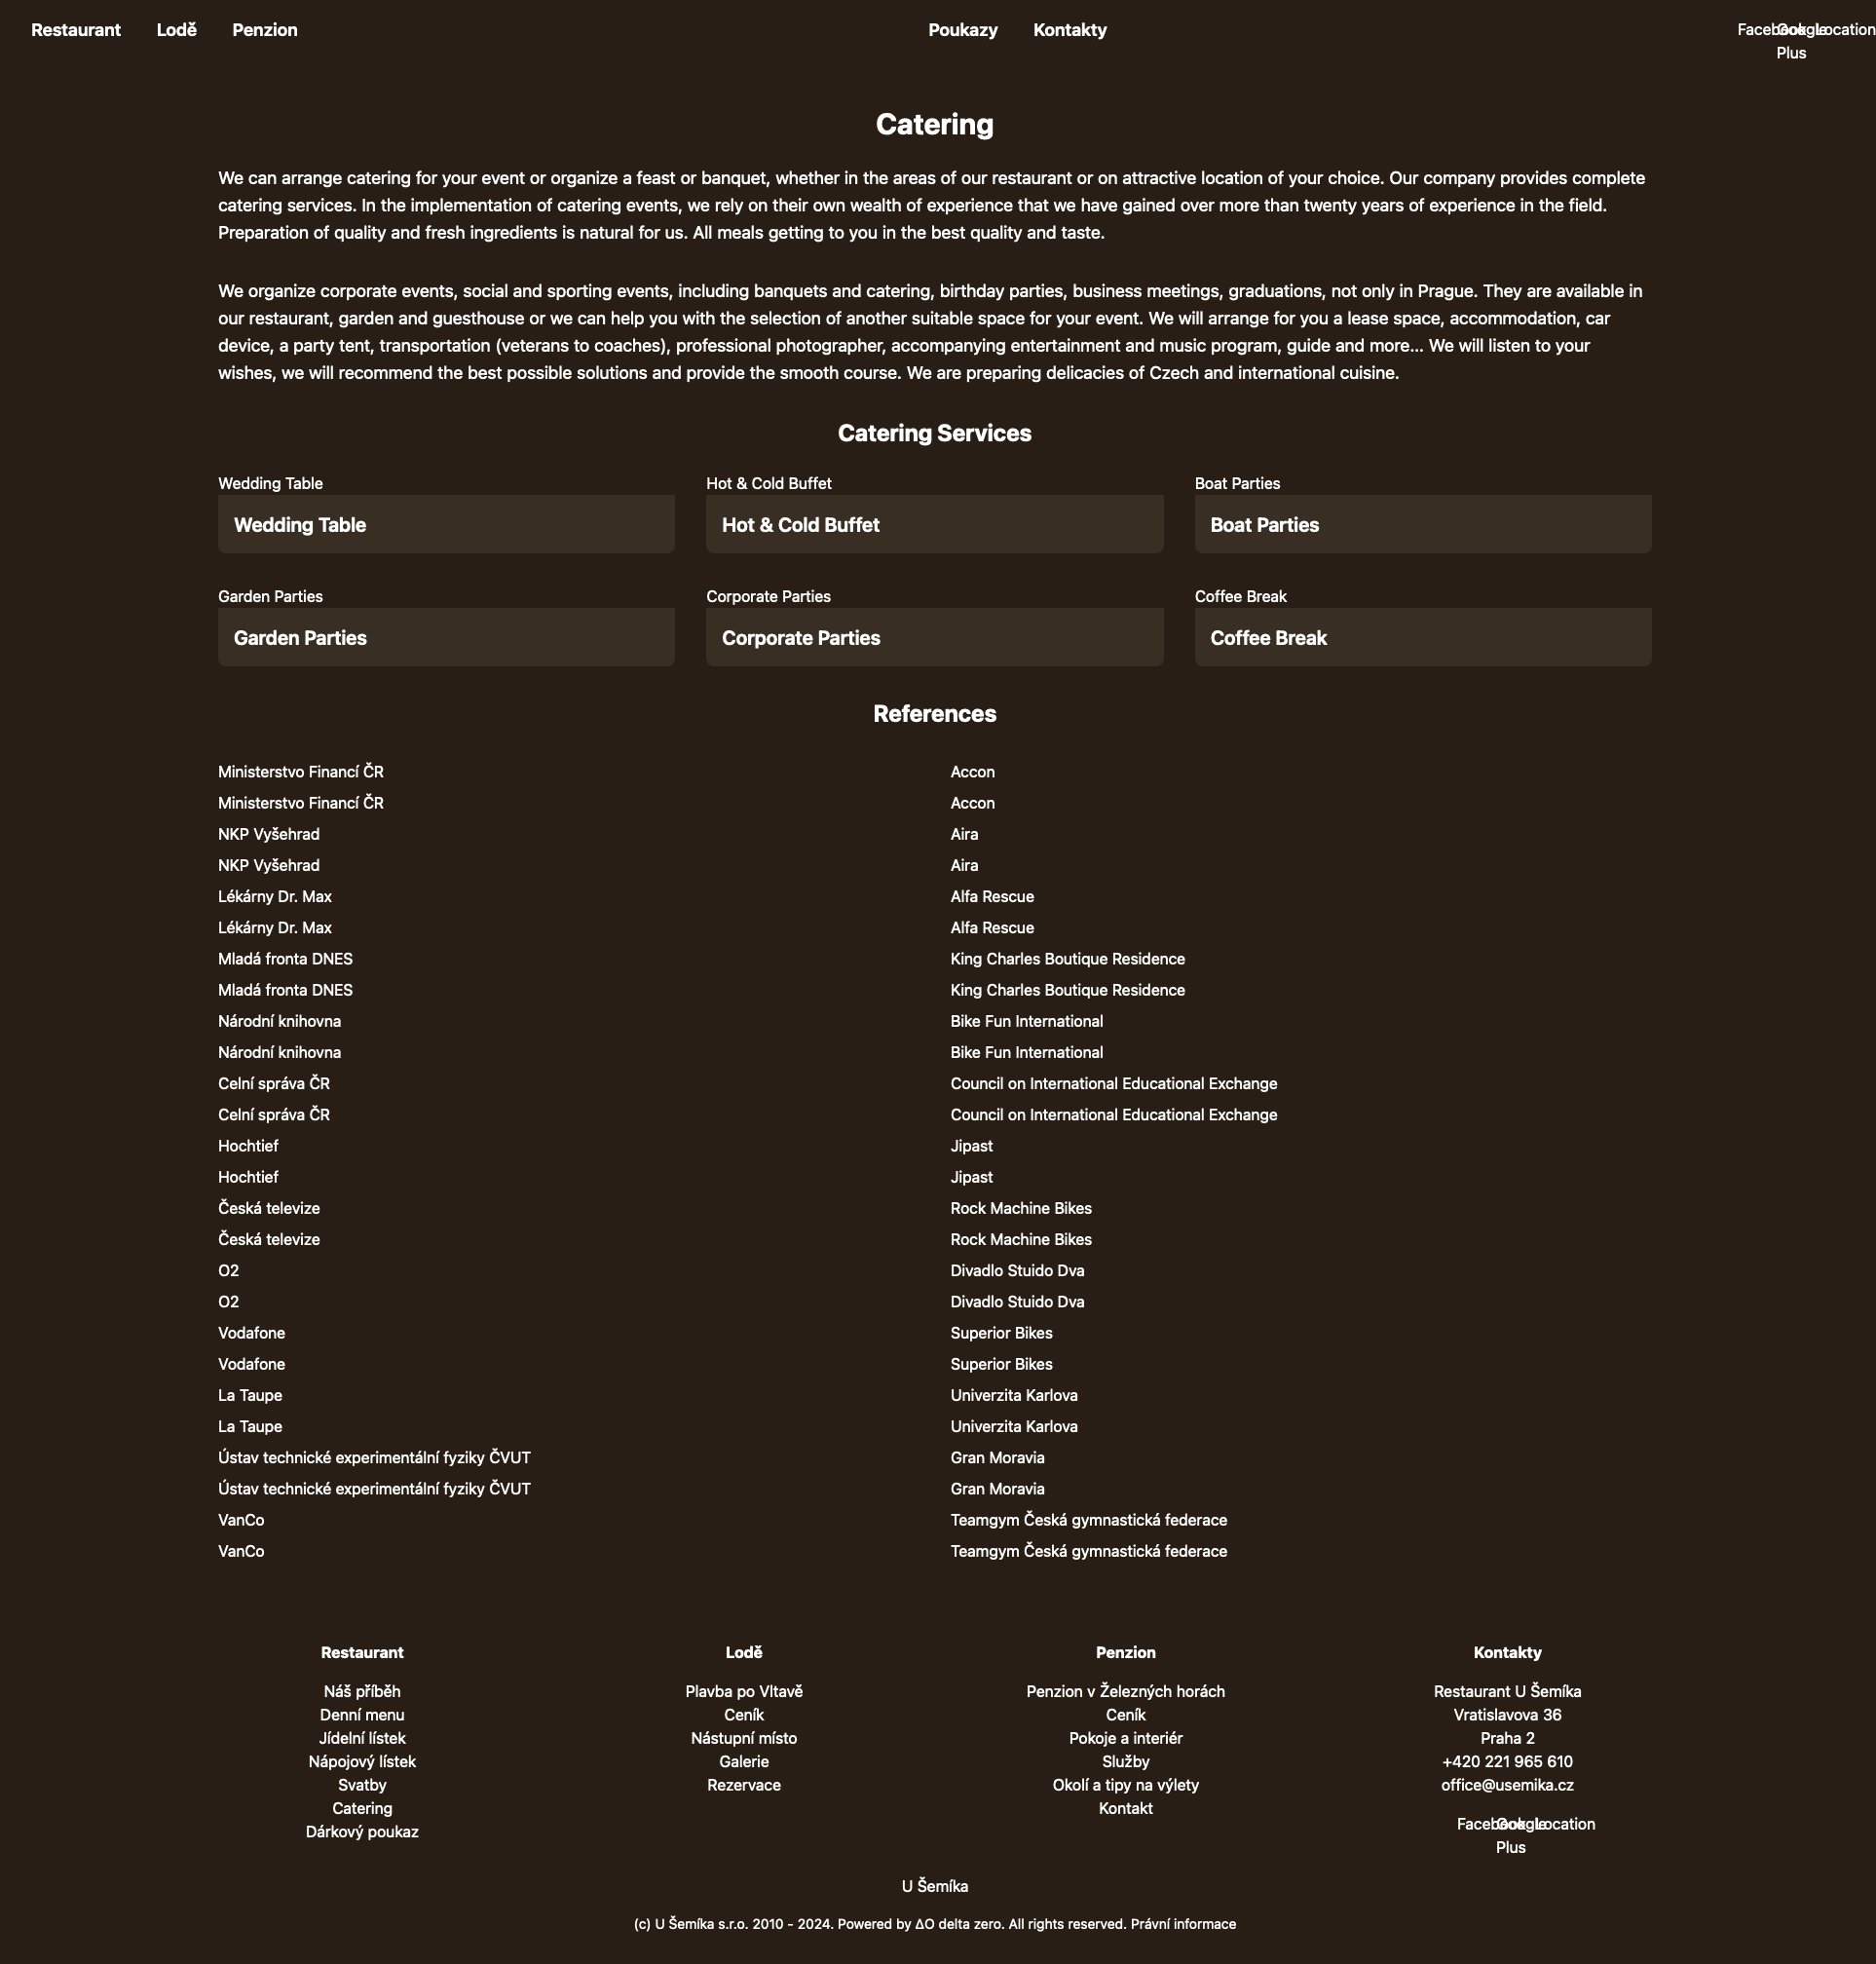 Restaurant Lodě Penzion Poukazy Kontakty Facebook Google Location
Plus
Catering
We can arrange catering for your event or organize a feast or banquet, whether in the areas of our restaurant or on attractive location of your choice. Our company provides complete
catering services. In the implementation of catering events, we rely on their own wealth of experience that we have gained over more than twenty years of experience in the field.
Preparation of quality and fresh ingredients is natural for us. All meals getting to you in the best quality and taste.
We organize corporate events, social and sporting events, including banquets and catering, birthday parties, business meetings, graduations, not only in Prague. They are available in
our restaurant, garden and guesthouse or we can help you with the selection of another suitable space for your event. We will arrange for you a lease space, accommodation, car
device, a party tent, transportation (veterans to coaches), professional photographer, accompanying entertainment and music program, guide and more... We will listen to your
wishes, we will recommend the best possible solutions and provide the smooth course. We are preparing delicacies of Czech and international cuisine.
Catering Services
Wedding Table
Wedding Table
Hot & Cold Buffet
Hot & Cold Buffet
Boat Parties
Boat Parties
Garden Parties
Garden Parties
Corporate Parties
Corporate Parties
Coffee Break
Coffee Break
References
Ministerstvo Financí ČR
Ministerstvo Financí ČR
NKP Vyšehrad
NKP Vyšehrad
Lékárny Dr. Max
Lékárny Dr. Max
Mladá fronta DNES
Mladá fronta DNES
Národní knihovna
Národní knihovna
Celní správa ČR
Celní správa ČR
Hochtief
Hochtief
Česká televize
Česká televize
O2
O2
Vodafone
Vodafone
La Taupe
La Taupe
Ústav technické experimentální fyziky ČVUT
Ústav technické experimentální fyziky ČVUT
VanCo
VanCo
Accon
Accon
Aira
Aira
Alfa Rescue
Alfa Rescue
King Charles Boutique Residence
King Charles Boutique Residence
Bike Fun International
Bike Fun International
Council on International Educational Exchange
Council on International Educational Exchange
Jipast
Jipast
Rock Machine Bikes
Rock Machine Bikes
Divadlo Stuido Dva
Divadlo Stuido Dva
Superior Bikes
Superior Bikes
Univerzita Karlova
Univerzita Karlova
Gran Moravia
Gran Moravia
Teamgym Česká gymnastická federace
Teamgym Česká gymnastická federace
Restaurant
Náš příběh
Denní menu
Jídelní lístek
Nápojový lístek
Svatby
Catering
Dárkový poukaz
Lodě
Plavba po Vltavě
Ceník
Nástupní místo
Galerie
Rezervace
Penzion
Penzion v Železných horách
Ceník
Pokoje a interiér
Služby
Okolí a tipy na výlety
Kontakt
Kontakty
Restaurant U Šemíka
Vratislavova 36
Praha 2
+420 221 965 610
office@usemika.cz
Facebook Google Location
Plus
U Šemíka
(c) U Šemíka s.r.o. 2010 - 2024. Powered by ΔO delta zero. All rights reserved. Právní informace